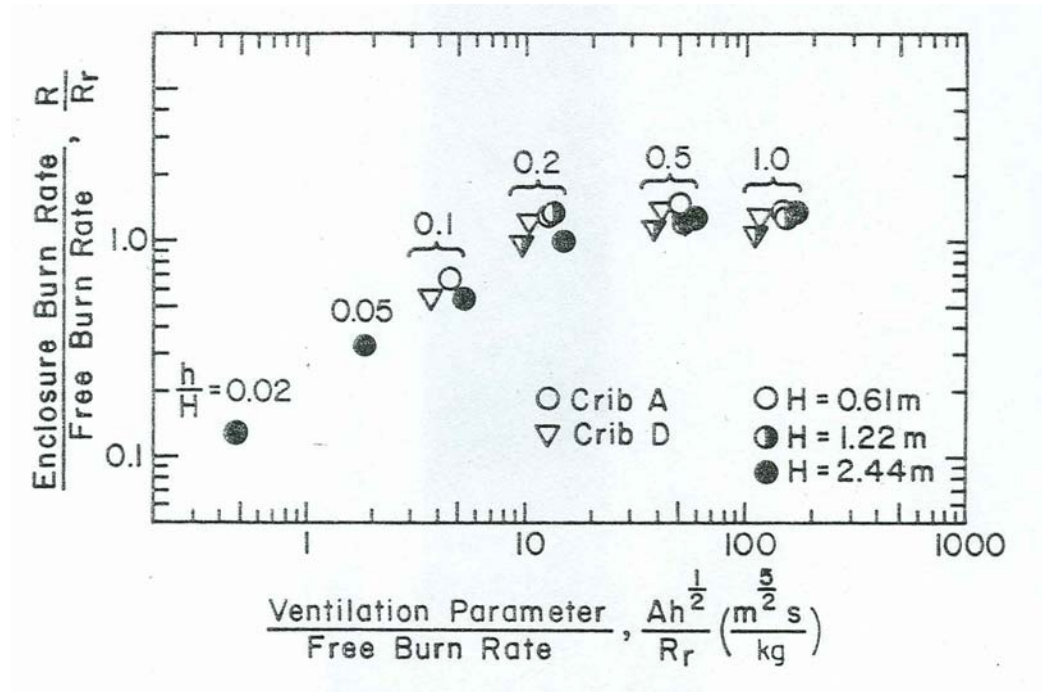 Enclosure Burn Rate / Free Burn Rate , R / Rr
1.0
0.1
h/H = 0.02
0.05
0.1
0.2
0.5
1.0
○ Crib A
▽ Crib D
○ H = 0.61m
◑ H = 1.22 m
● H = 2.44m
1 10 100 1000
Ventilation Parameter / Free Burn Rate , Ah^{1/2} / Rr (m^{5/2} s / kg)